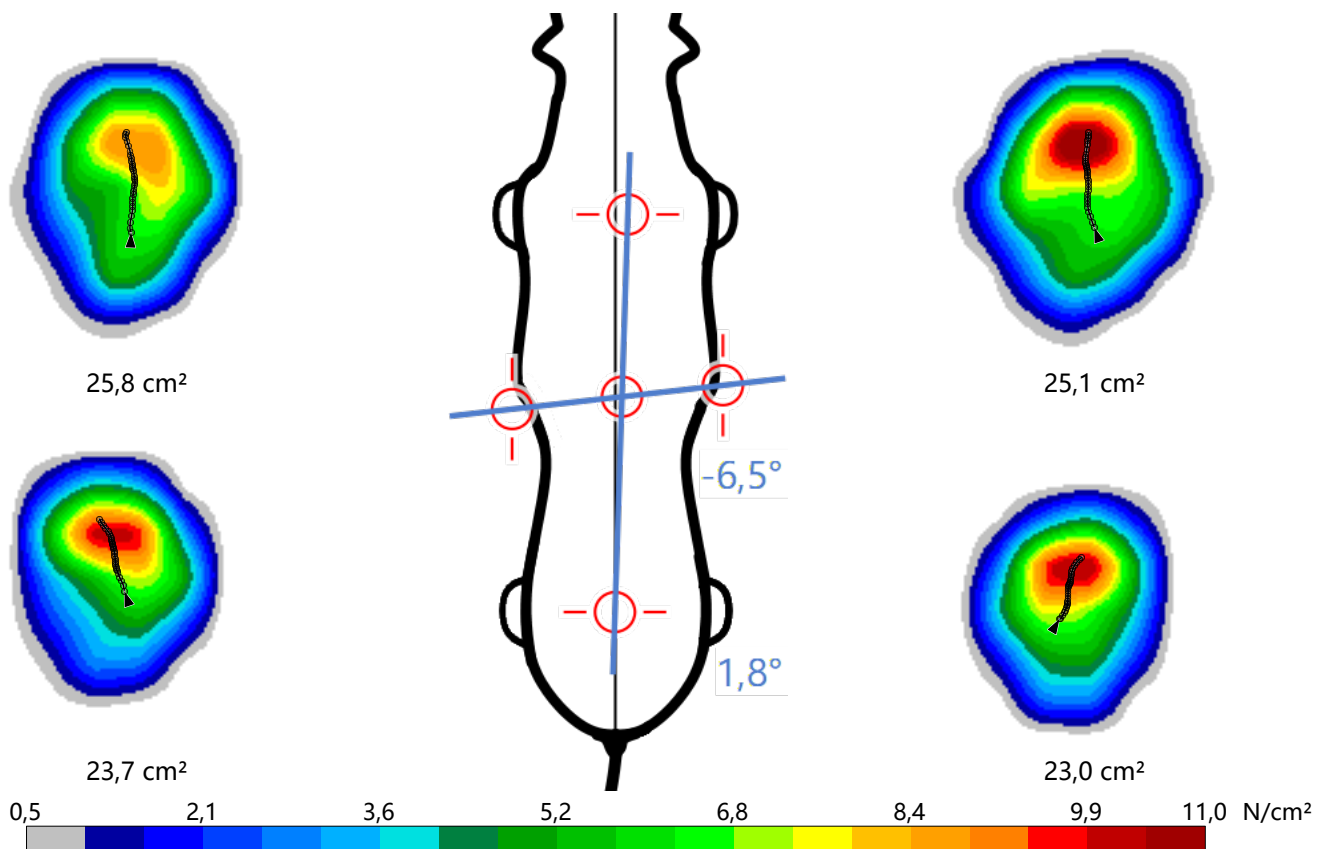 25,8 cm²
25,1 cm²
-6,5°
1,8°
23,7 cm²
23,0 cm²
0,5 2,1 3,6 5,2 6,8 8,4 9,9 11,0 N/cm²